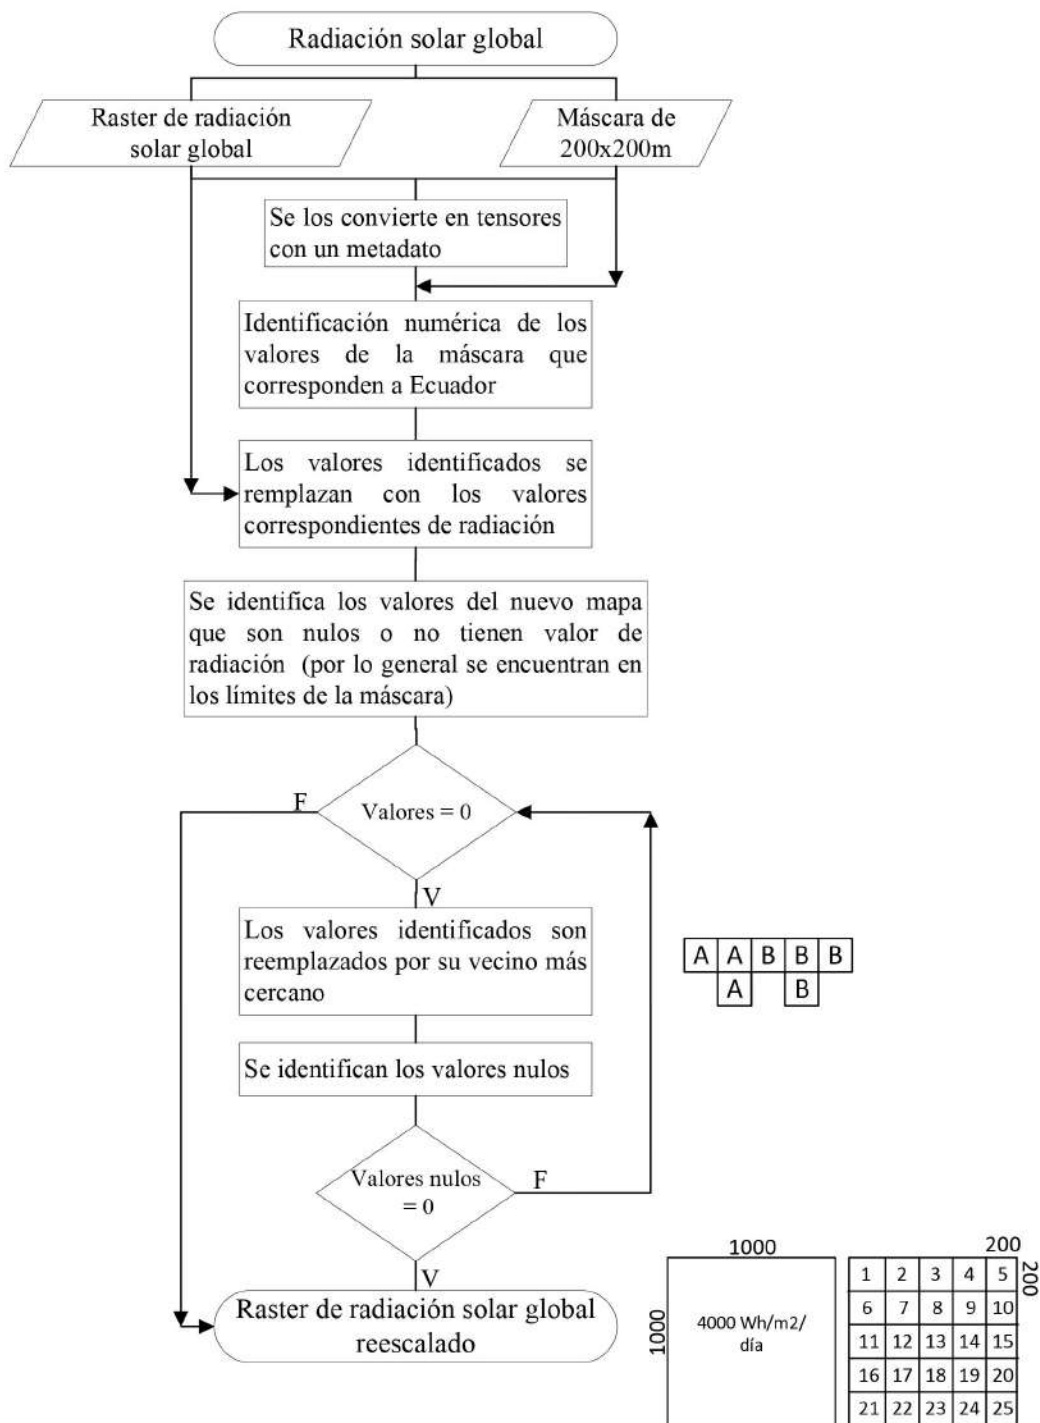 Radiación solar global
Raster de radiación
solar global
Máscara de
200x200m
Se los convierte en tensores
con un metadato
Identificación numérica de los
valores de la máscara que
corresponden a Ecuador
Los valores identificados se
remplazan con los valores
correspondientes de radiación
Se identifica los valores del nuevo mapa
que son nulos o no tienen valor de
radiación (por lo general se encuentran en
los límites de la máscara)
F
Valores = 0
V
Los valores identificados son
reemplazados por su vecino más
cercano
A A B B B
A B
Se identifican los valores nulos
Valores nulos
= 0
F
V
Raster de radiación solar global
reescalado
1000
1000
4000 Wh/m2/
día
200
200
1 2 3 4 5
6 7 8 9 10
11 12 13 14 15
16 17 18 19 20
21 22 23 24 25